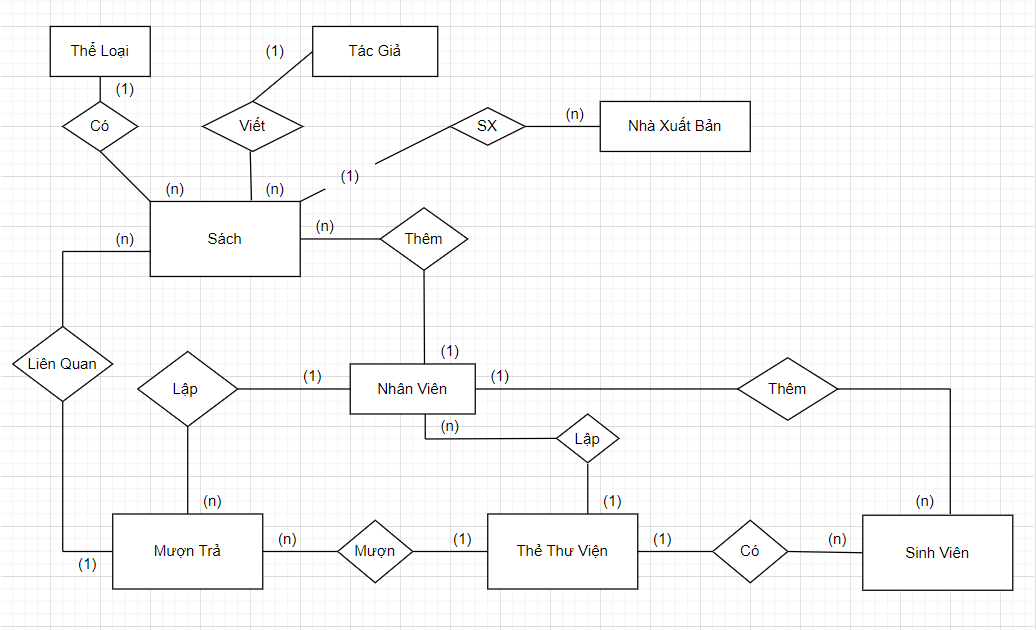 Thể Loại
(1)
Tác Giả
(1)
Có
Viết
SX
(n)
Nhà Xuất Bản
(n)
(n)
(1)
(n)
Sách
(n)
Thêm
Liên Quan
Lập
(1)
(1)
Nhân Viên
(1)
Thêm
(n)
Lập
(n)
(1)
(n)
Mượn Trả
(n)
Mượn
(1)
Thẻ Thư Viện
(1)
Có
(n)
Sinh Viên
(1)